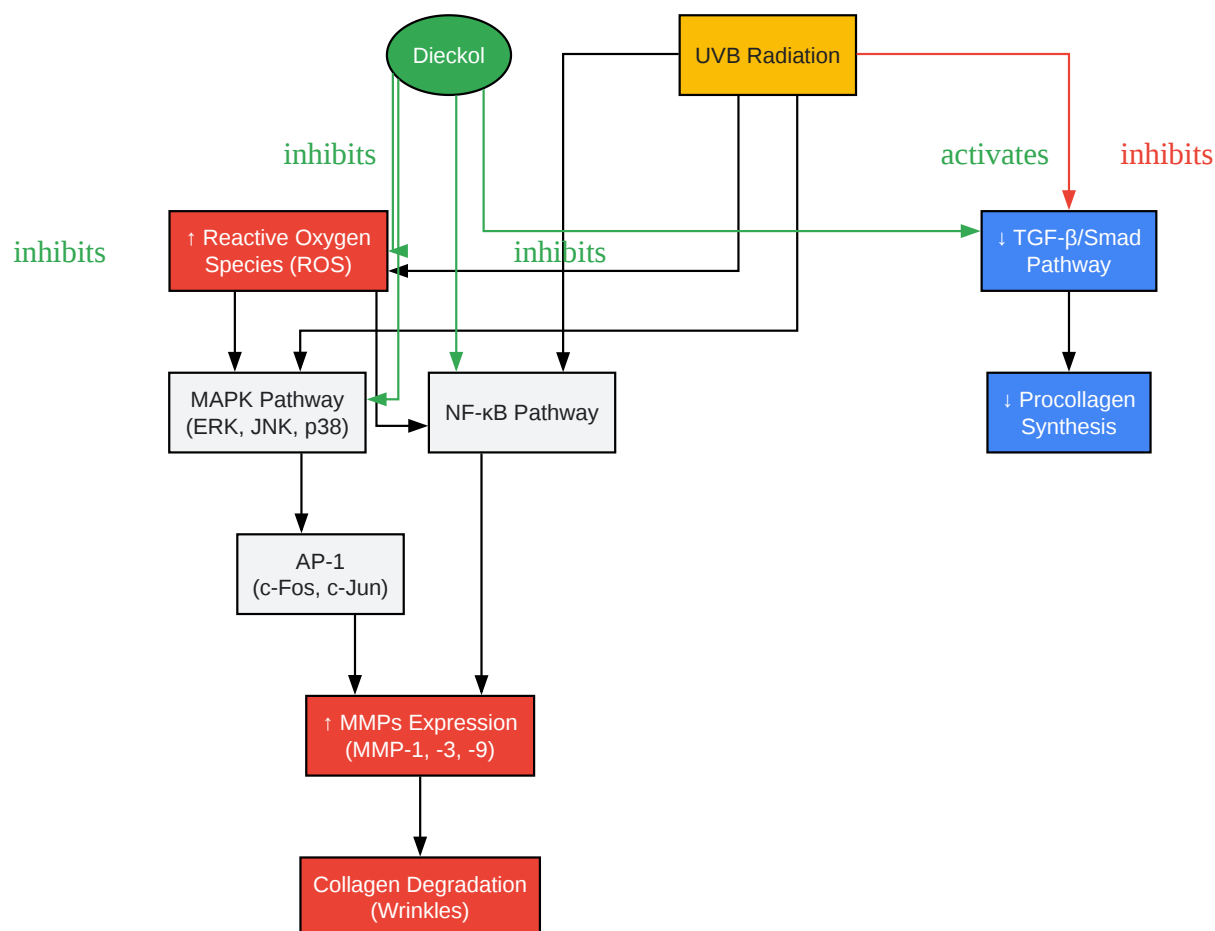 Dieckol
UVB Radiation
inhibits
activates
inhibits
↑ Reactive Oxygen
Species (ROS)
inhibits
inhibits
↓ TGF-β/Smad
Pathway
MAPK Pathway
(ERK, JNK, p38)
NF-κB Pathway
↓ Procollagen
Synthesis
AP-1
(c-Fos, c-Jun)
↑ MMPs Expression
(MMP-1, -3, -9)
Collagen Degradation
(Wrinkles)